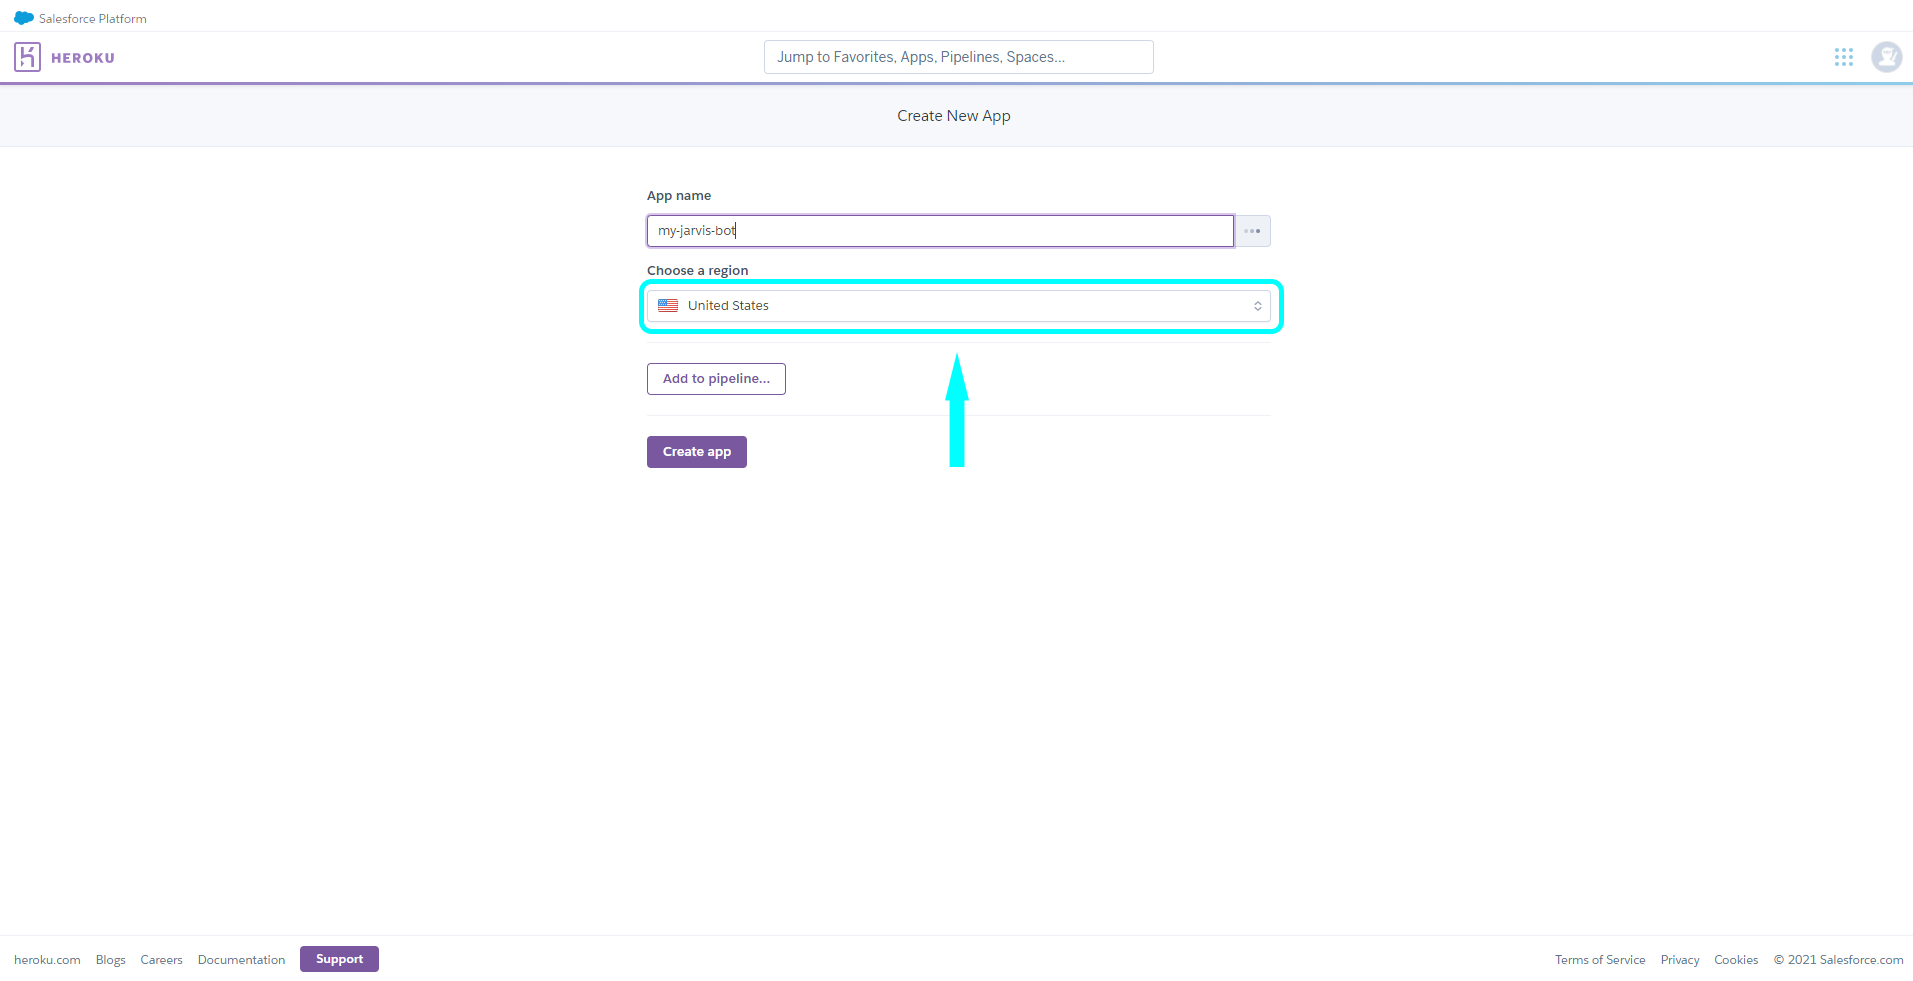 Salesforce Platform
HEROKU
Jump to Favorites, Apps, Pipelines, Spaces...
Create New App
App name
my-jarvis-bot
Choose a region
United States
Add to pipeline...
Create app
heroku.com Blogs Careers Documentation Support
Terms of Service Privacy Cookies © 2021 Salesforce.com